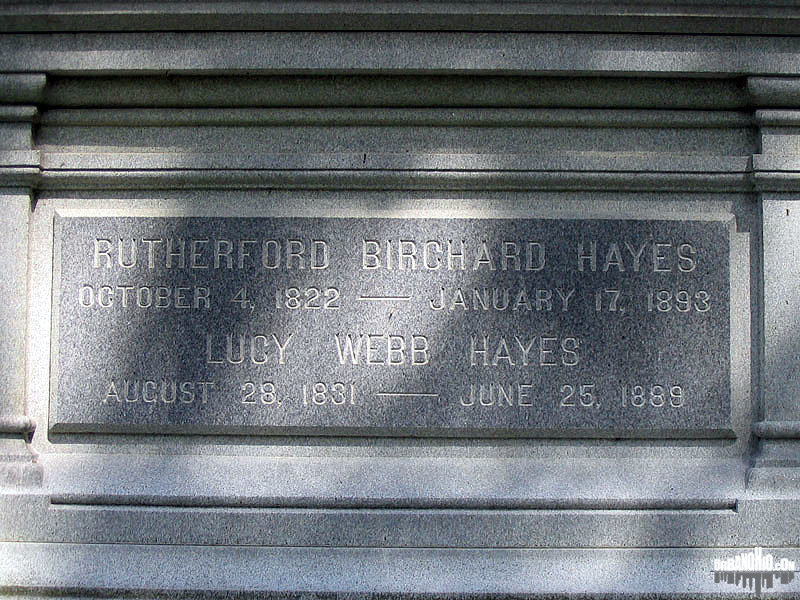 RUTHERFORD BIRCHARD HAYES
OCTOBER 4, 1822 — JANUARY 17, 1893
LUCY WEBB HAYES
AUGUST 28, 1831 — JUNE 25, 1889